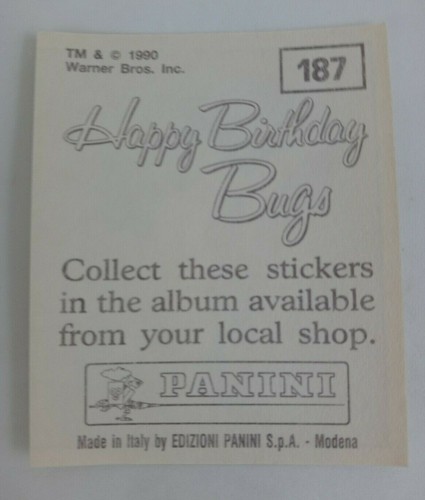 TM & © 1990
Warner Bros. Inc.
187
Happy Birthday
Bugs
Collect these stickers
in the album available
from your local shop.
PANINI
Made in Italy by EDIZIONI PANINI S.p.A. - Modena